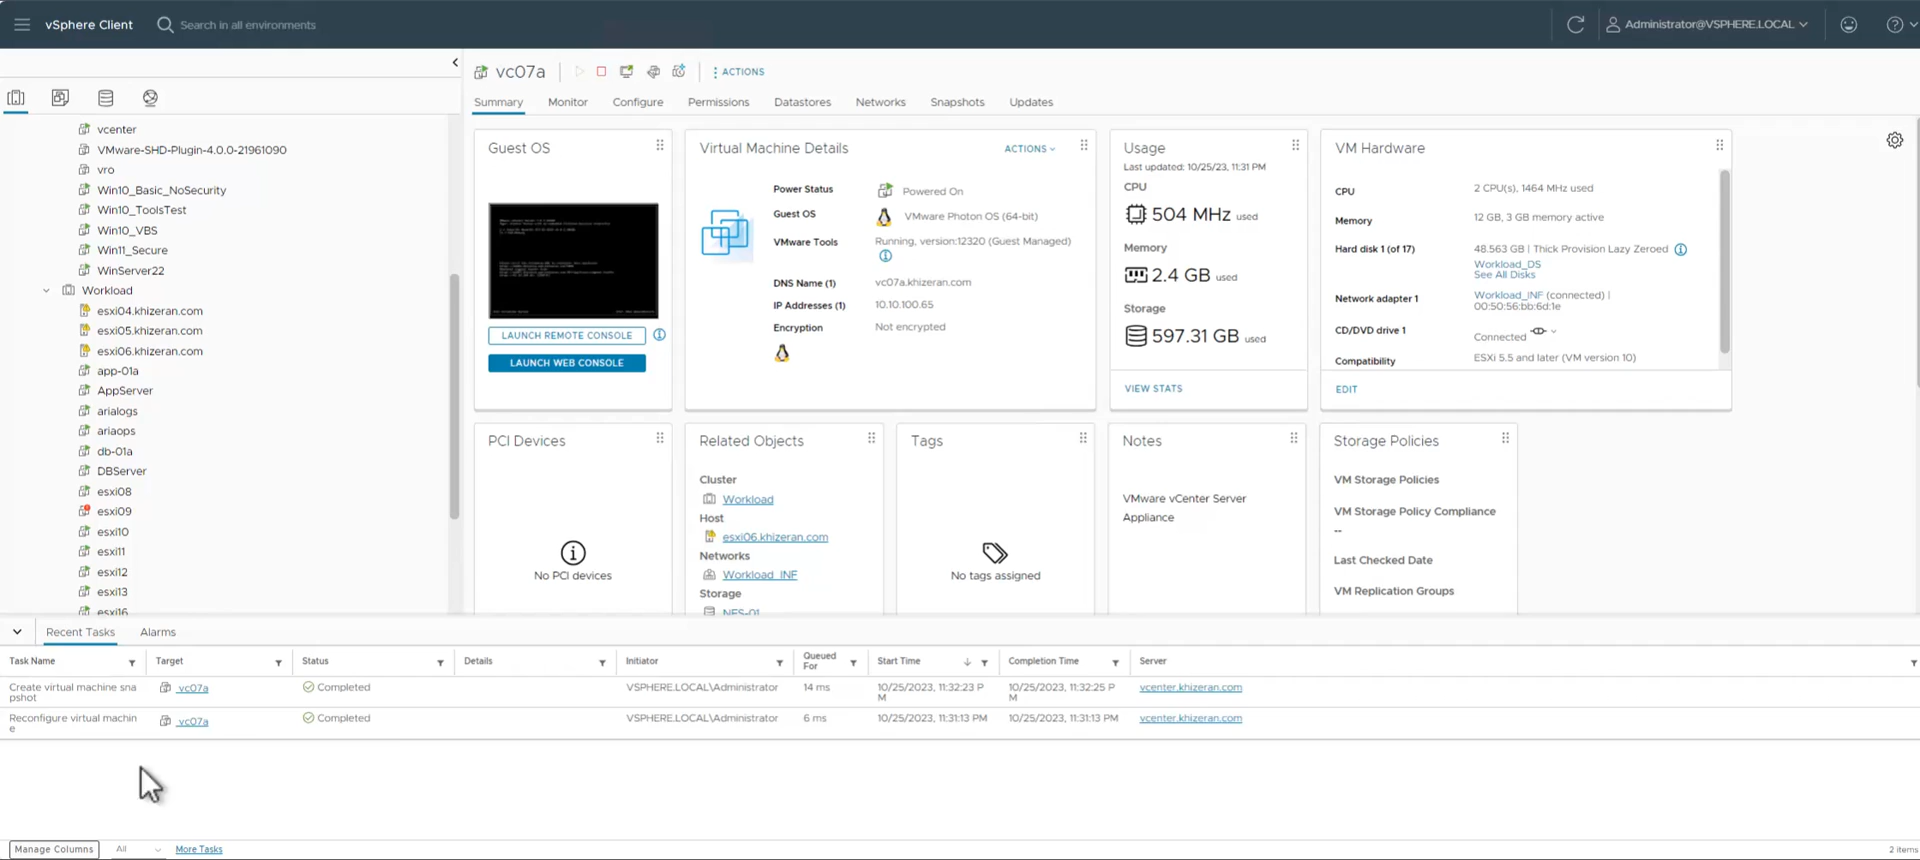 vSphere Client
Search in all environments
Administrator@VSPHERE.LOCAL
vc07a
ACTIONS
Summary
Monitor
Configure
Permissions
Datastores
Networks
Snapshots
Updates
vcenter
VMware-SHD-Plugin-4.0.0-21961090
vro
Win10_Basic_NoSecurity
Win10_ToolsTest
Win10_VBS
Win11_Secure
WinServer22
Workload
esxi04.khizeran.com
esxi05.khizeran.com
esxi06.khizeran.com
app-01a
AppServer
arialogs
ariaops
db-01a
DBServer
esxi08
esxi09
esxi10
esxi11
esxi12
esxi13
esxi16
Guest OS
LAUNCH REMOTE CONSOLE
LAUNCH WEB CONSOLE
Virtual Machine Details
ACTIONS
Power Status
Powered On
Guest OS
VMware Photon OS (64-bit)
VMware Tools
Running, version:12320 (Guest Managed)
DNS Name (1)
vc07a.khizeran.com
IP Addresses (1)
10.10.100.65
Encryption
Not encrypted
Usage
Last updated: 10/25/23, 11:31 PM
CPU
504 MHz used
Memory
2.4 GB used
Storage
597.31 GB used
VIEW STATS
VM Hardware
CPU
2 CPU(s), 1464 MHz used
Memory
12 GB, 3 GB memory active
Hard disk 1 (of 17)
48.563 GB | Thick Provision Lazy Zeroed
Workload_DS
See All Disks
Network adapter 1
Workload_INF (connected) |
00:50:56:bb:6d:1e
CD/DVD drive 1
Connected
Compatibility
ESXi 5.5 and later (VM version 10)
EDIT
PCI Devices
No PCI devices
Related Objects
Cluster
Workload
Host
esxi06.khizeran.com
Networks
Workload_INF
Storage
NFS-01
Tags
No tags assigned
Notes
VMware vCenter Server
Appliance
Storage Policies
VM Storage Policies
VM Storage Policy Compliance
--
Last Checked Date
VM Replication Groups
Recent Tasks
Alarms
Task Name
Target
Status
Details
Initiator
Queued
For
Start Time
Completion Time
Server
Create virtual machine sna
pshot
vc07a
Completed
VSPHERE.LOCAL\Administrator
14 ms
10/25/2023, 11:32:23 P
M
10/25/2023, 11:32:25 P
M
vcenter.khizeran.com
Reconfigure virtual machin
e
vc07a
Completed
VSPHERE.LOCAL\Administrator
6 ms
10/25/2023, 11:31:13 PM
10/25/2023, 11:31:13 PM
vcenter.khizeran.com
Manage Columns
All
More Tasks
2 items